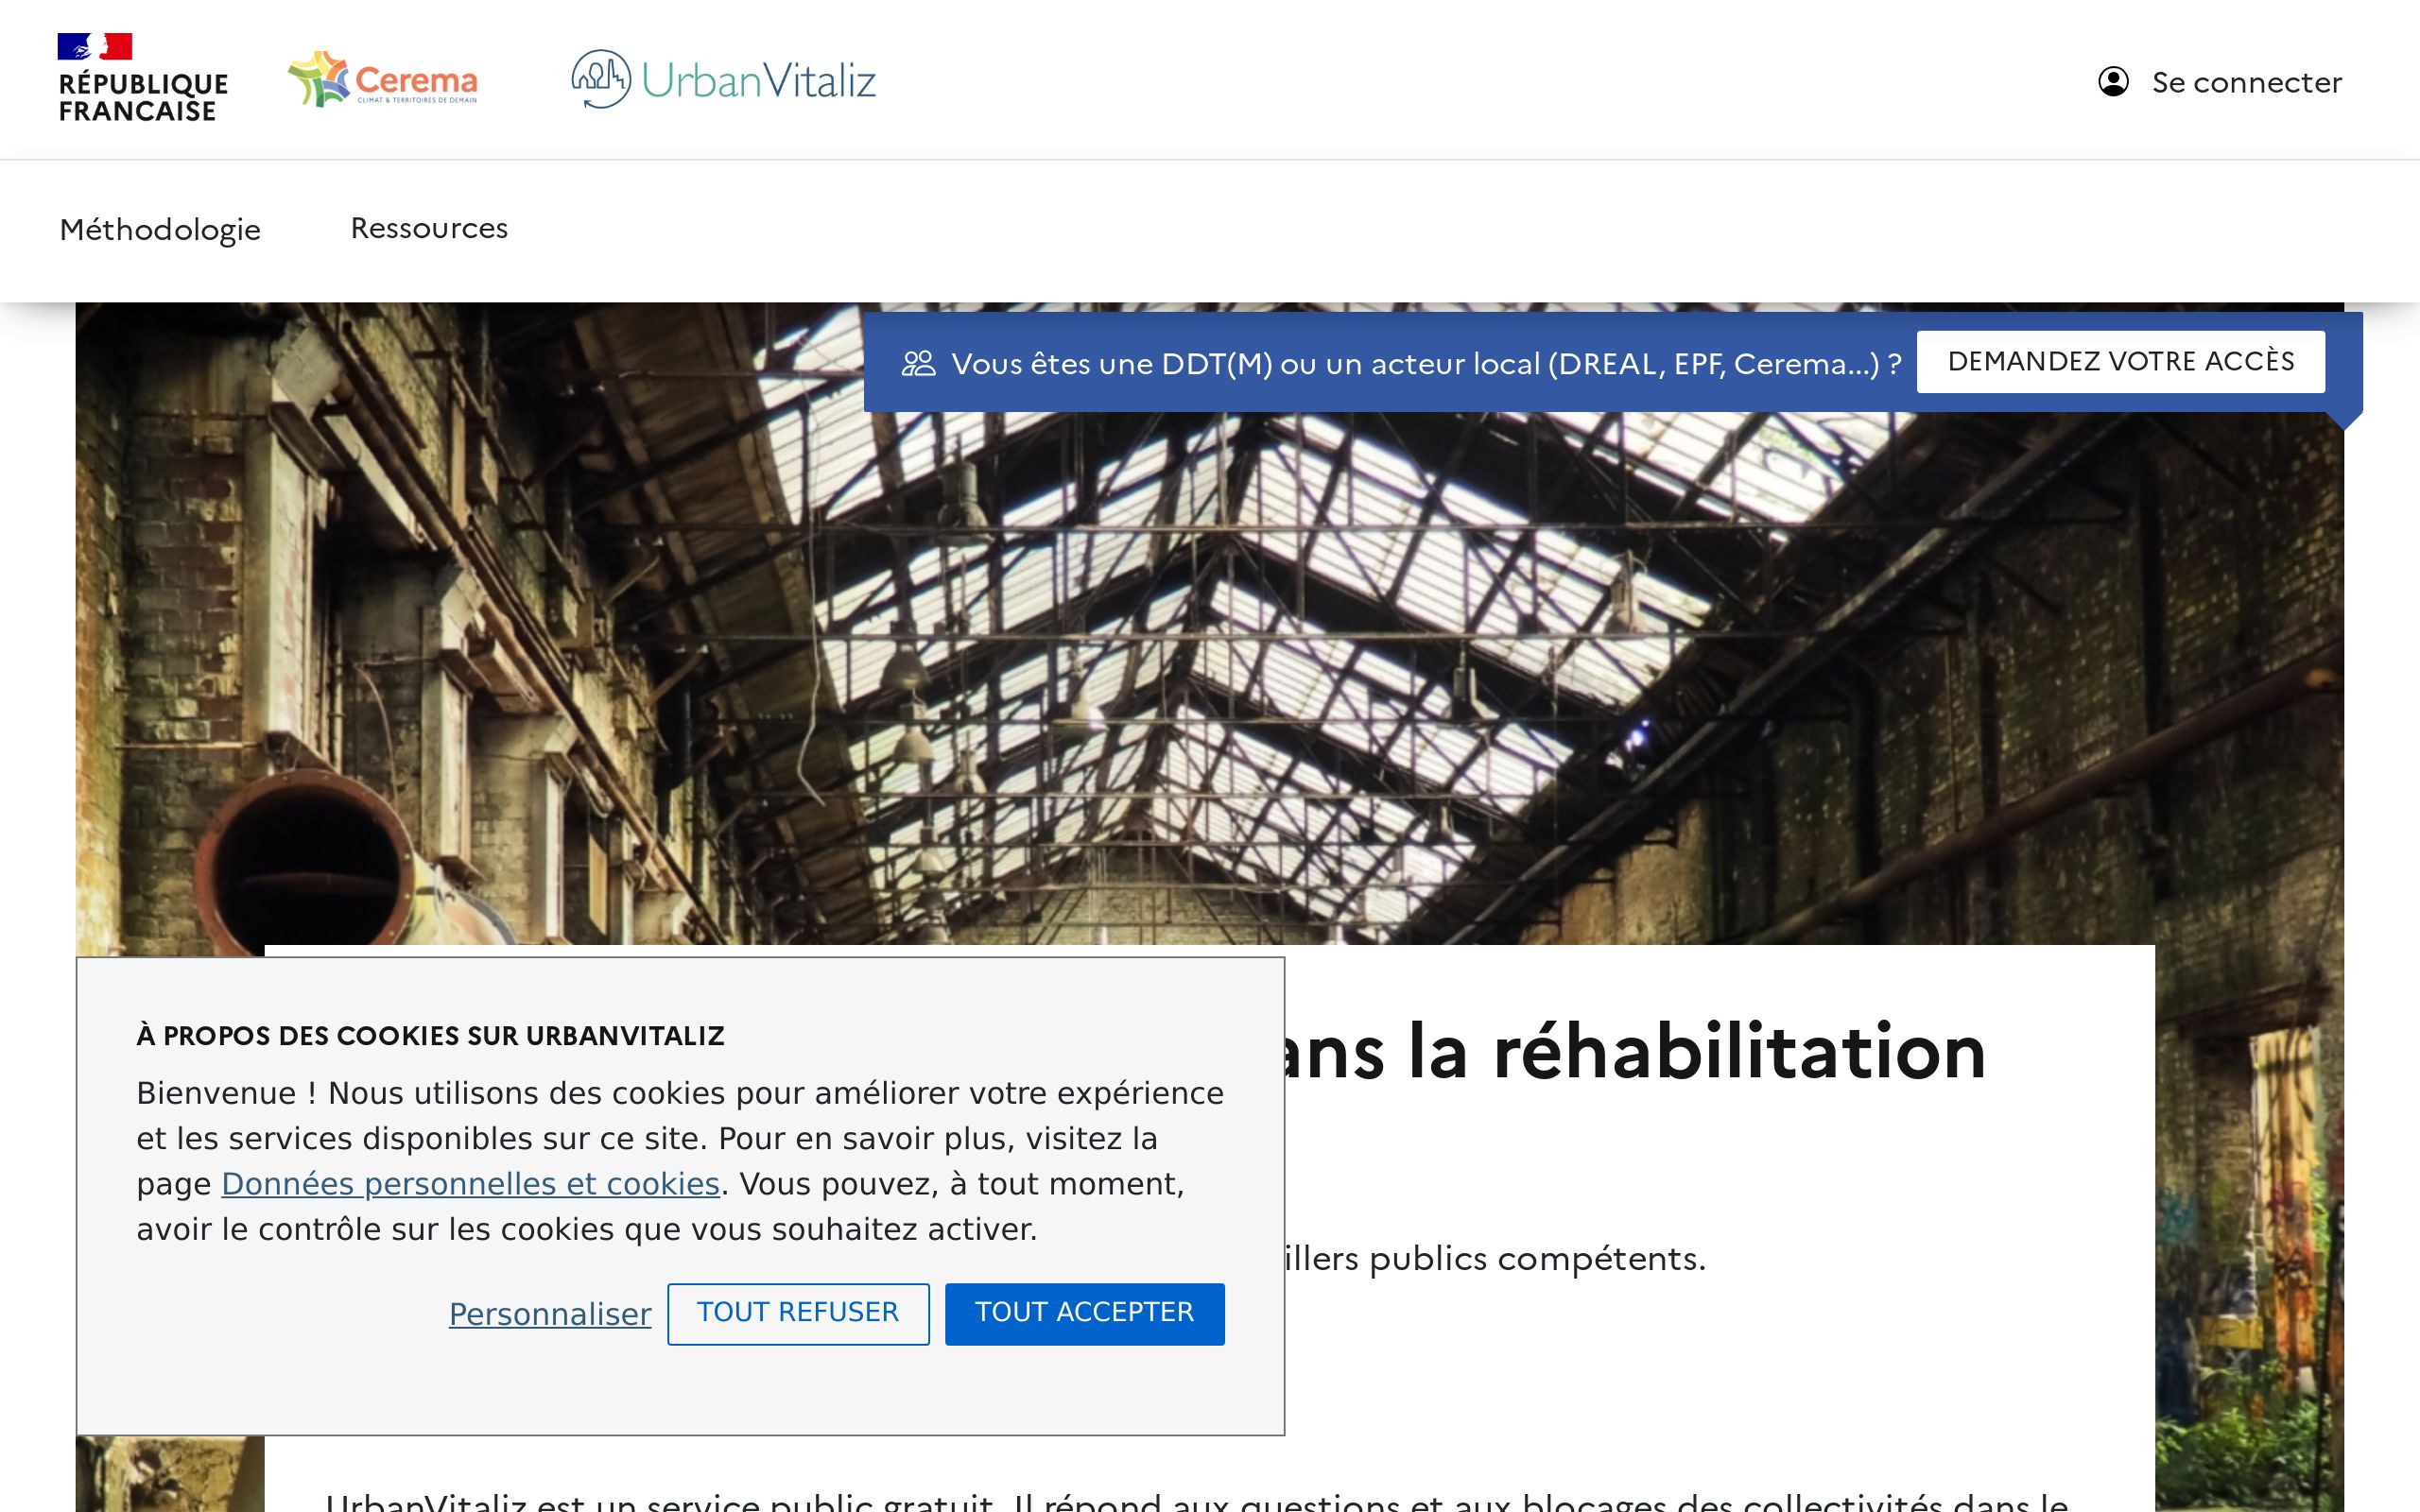 RÉPUBLIQUE
FRANCAISE
Cerema
CLIMAT & TERRITOIRES DE DEMAIN
UrbanVitaliz
Se connecter
Méthodologie
Ressources
Vous êtes une DDT(M) ou un acteur local (DREAL, EPF, Cerema...) ?
DEMANDEZ VOTRE ACCÈS
ans la réhabilitation
À PROPOS DES COOKIES SUR URBANVITALIZ
Bienvenue ! Nous utilisons des cookies pour améliorer votre expérience
et les services disponibles sur ce site. Pour en savoir plus, visitez la
page Données personnelles et cookies. Vous pouvez, à tout moment,
avoir le contrôle sur les cookies que vous souhaitez activer.
illers publics compétents.
Personnaliser
TOUT REFUSER
TOUT ACCEPTER
UrbanVitaliz est un service public gratuit. Il répond aux questions et aux blocages des collectivités dans le